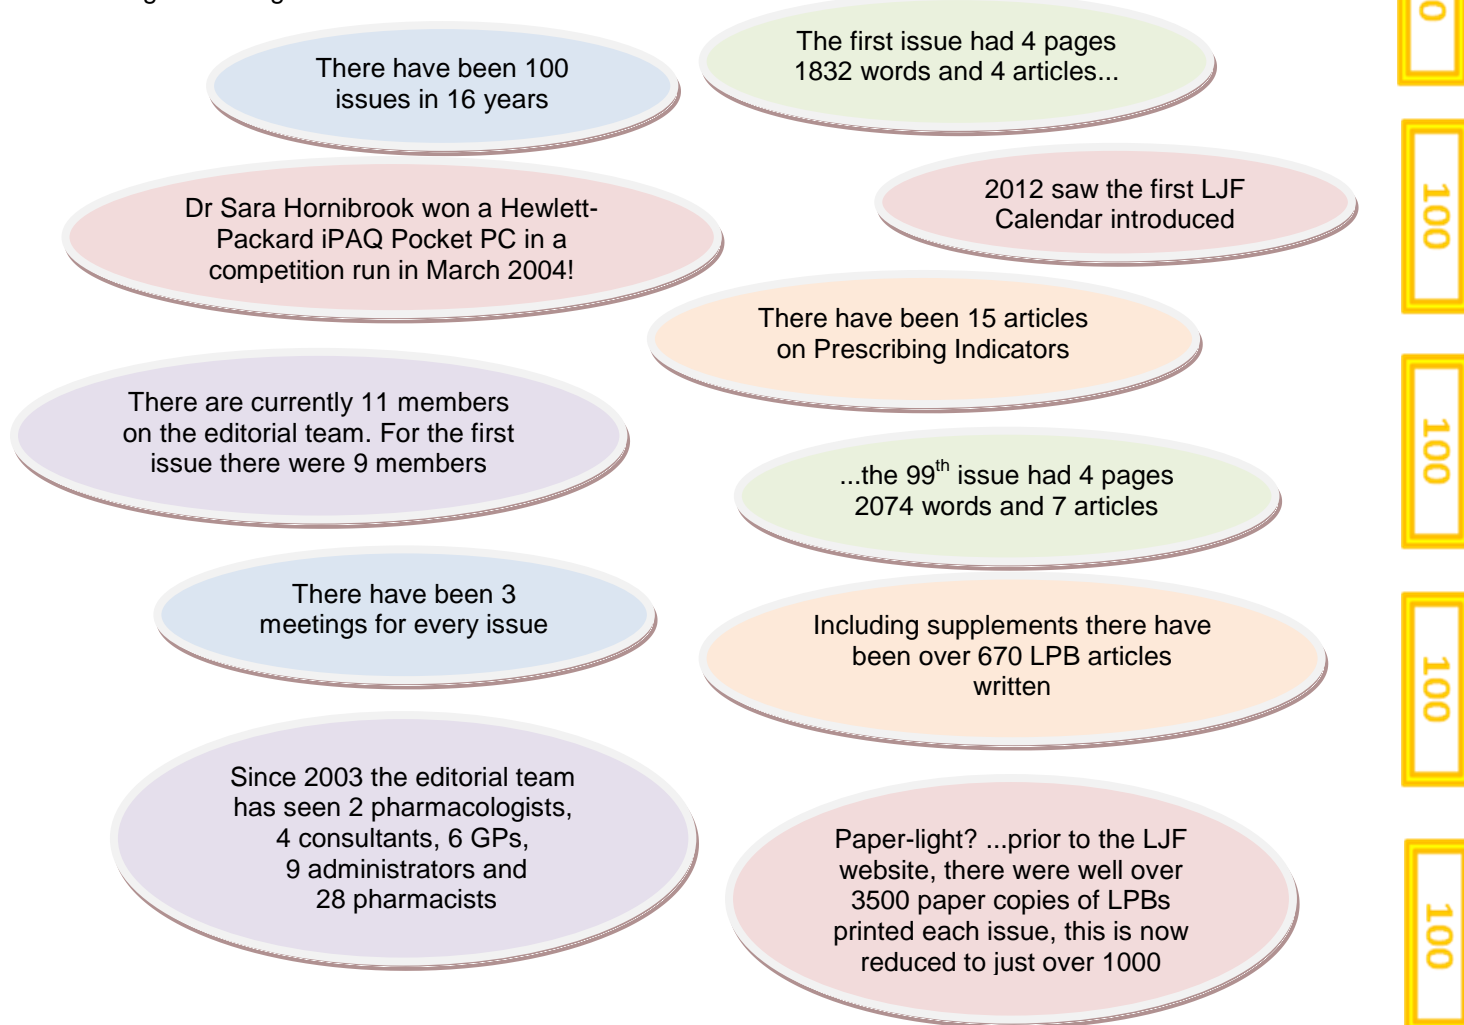 There have been 100
issues in 16 years
The first issue had 4 pages
1832 words and 4 articles...
Dr Sara Hornibrook won a Hewlett-
Packard iPAQ Pocket PC in a
competition run in March 2004!
2012 saw the first LJF
Calendar introduced
There have been 15 articles
on Prescribing Indicators
There are currently 11 members
on the editorial team. For the first
issue there were 9 members
...the 99th issue had 4 pages
2074 words and 7 articles
There have been 3
meetings for every issue
Including supplements there have
been over 670 LPB articles
written
Since 2003 the editorial team
has seen 2 pharmacologists,
4 consultants, 6 GPs,
9 administrators and
28 pharmacists
Paper-light? ...prior to the LJF
website, there were well over
3500 paper copies of LPBs
printed each issue, this is now
reduced to just over 1000
100
100
100
100